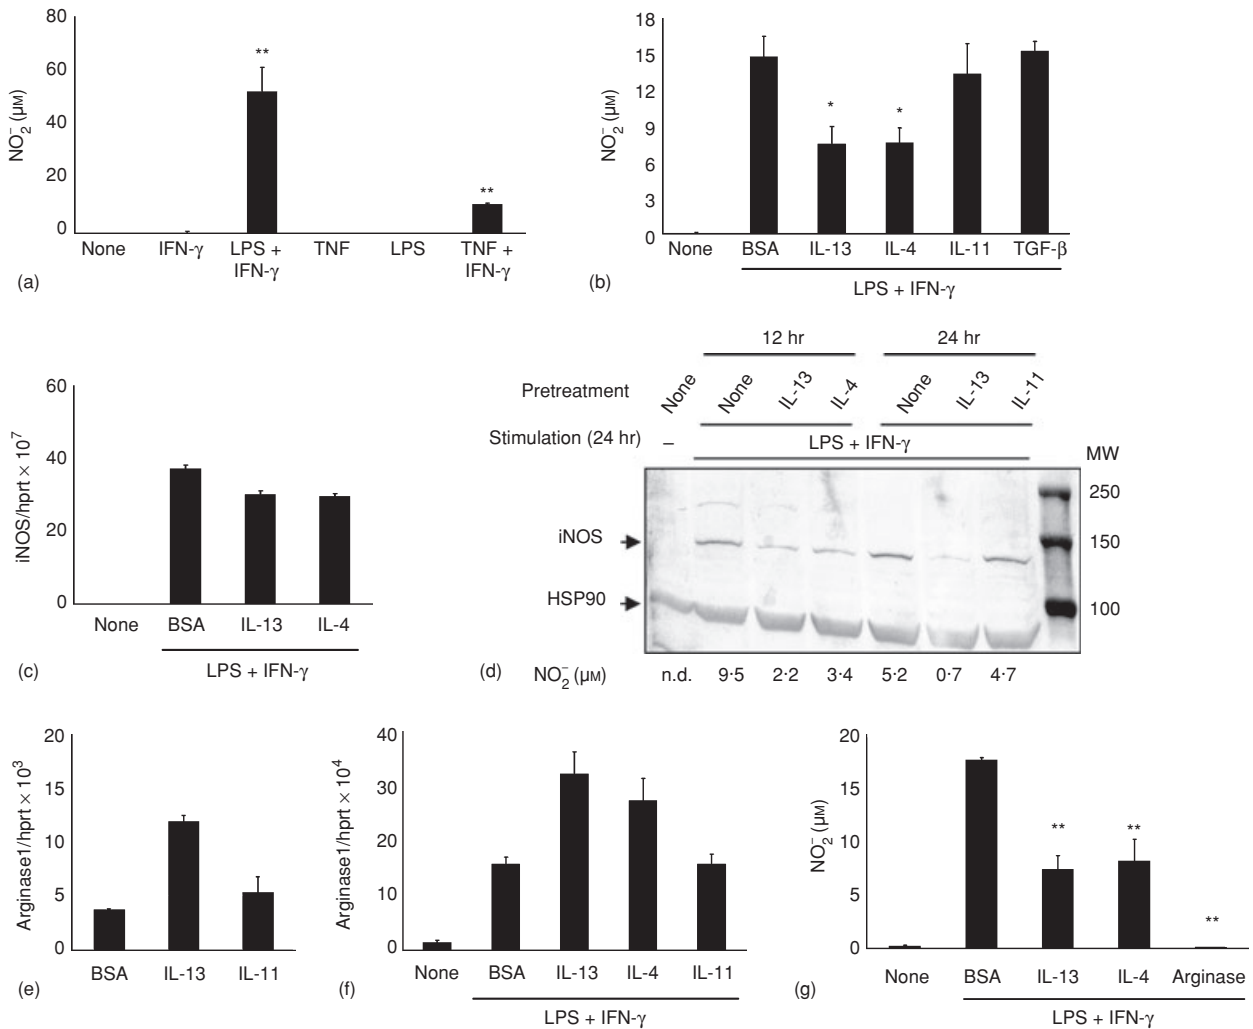 80
60
40
20
0
NO₂⁻ (µM)
**
**
None IFN-γ LPS + IFN-γ TNF LPS TNF + IFN-γ
(a)
18
15
12
9
6
3
0
NO₂⁻ (µM)
*
*
None BSA IL-13 IL-4 IL-11 TGF-β
LPS + IFN-γ
(b)
60
40
20
0
iNOS/hprt × 10⁷
None BSA IL-13 IL-4
LPS + IFN-γ
(c)
12 hr 24 hr
Pretreatment None None IL-13 IL-4 None IL-13 IL-11
Stimulation (24 hr) – LPS + IFN-γ
MW
250
iNOS 150
HSP90 100
(d) NO₂⁻ (µM) n.d. 9·5 2·2 3·4 5·2 0·7 4·7
20
15
10
5
0
Arginase1/hprt × 10³
BSA IL-13 IL-11
(e)
40
30
20
10
0
Arginase1/hprt × 10⁴
None BSA IL-13 IL-4 IL-11
LPS + IFN-γ
(f)
20
15
10
5
0
NO₂⁻ (µM)
**
**
**
None BSA IL-13 IL-4 Arginase
LPS + IFN-γ
(g)